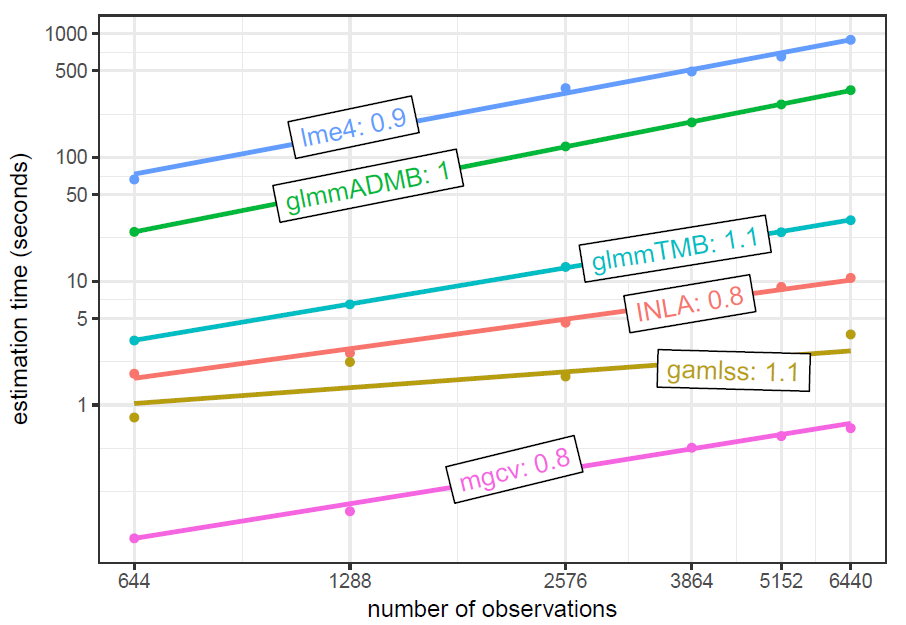 1000
500
100
50
10
5
1
estimation time (seconds)
lme4: 0.9
glmmADMB: 1
glmmTMB: 1.1
INLA: 0.8
gamlss: 1.1
mgcv: 0.8
644 1288 2576 3864 5152 6440
number of observations